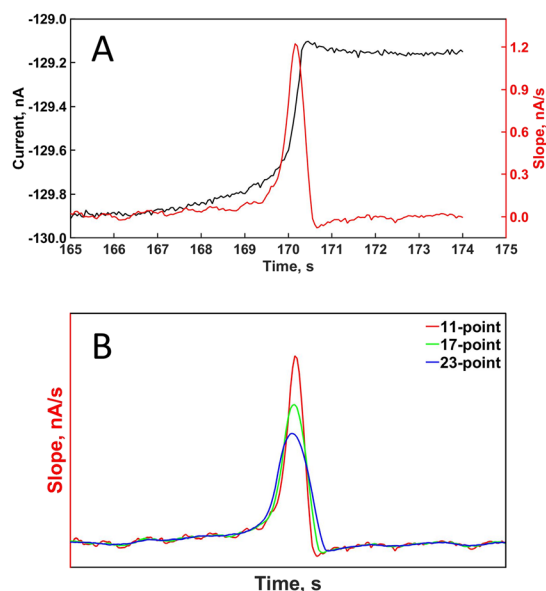 A
Current, nA
-129.0
-129.2
-129.4
-129.6
-129.8
-130.0
165 166 167 168 169 170 171 172 173 174 175
Time, s
1.2
0.9
0.6
0.3
0.0
Slope, nA/s
B
11-point
17-point
23-point
Slope, nA/s
Time, s